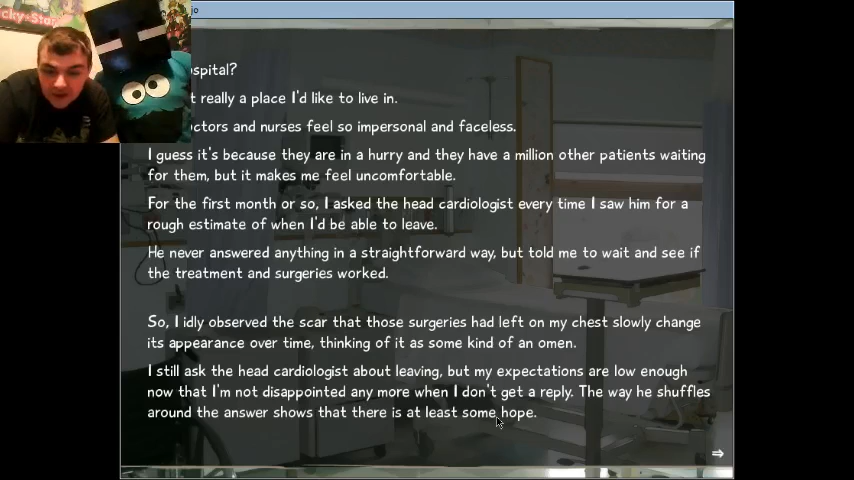 jo
cky★Star
spital?
t really a place I'd like to live in.
ctors and nurses feel so impersonal and faceless.
I guess it's because they are in a hurry and they have a million other patients waiting
for them, but it makes me feel uncomfortable.
For the first month or so, I asked the head cardiologist every time I saw him for a
rough estimate of when I'd be able to leave.
He never answered anything in a straightforward way, but told me to wait and see if
the treatment and surgeries worked.
So, I idly observed the scar that those surgeries had left on my chest slowly change
its appearance over time, thinking of it as some kind of an omen.
I still ask the head cardiologist about leaving, but my expectations are low enough
now that I'm not disappointed any more when I don't get a reply. The way he shuffles
around the answer shows that there is at least some hope.